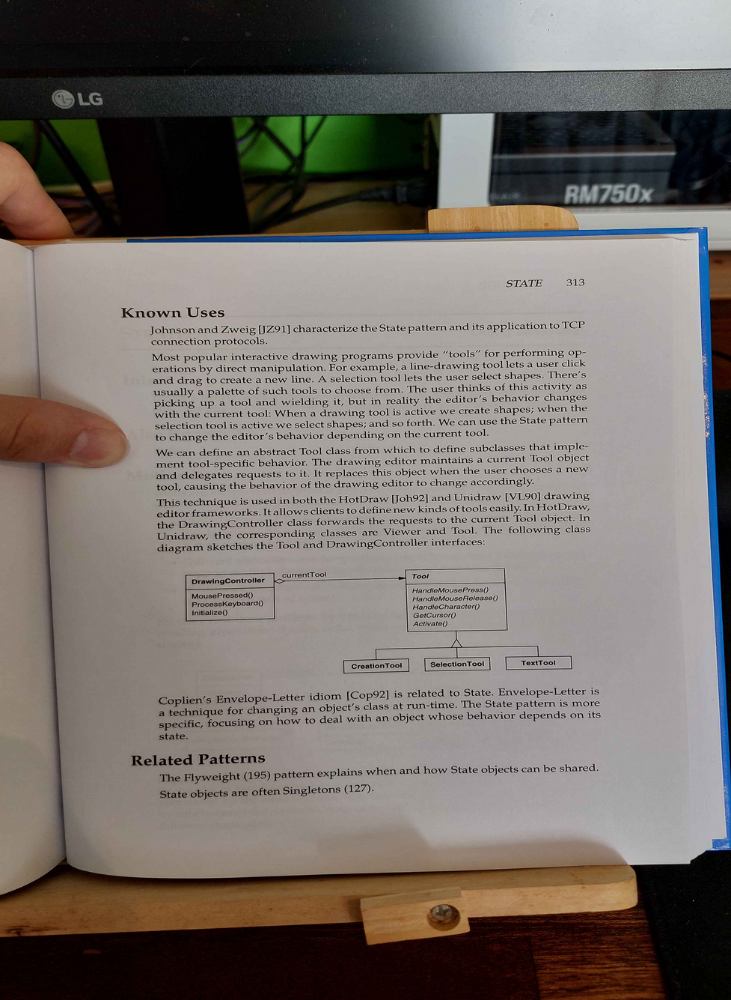 LG
RM750x
STATE 313
Known Uses
Johnson and Zweig [JZ91] characterize the State pattern and its application to TCP
connection protocols.
Most popular interactive drawing programs provide "tools" for performing op-
erations by direct manipulation. For example, a line-drawing tool lets a user click
and drag to create a new line. A selection tool lets the user select shapes. There's
usually a palette of such tools to choose from. The user thinks of this activity as
picking up a tool and wielding it, but in reality the editor's behavior changes
with the current tool: When a drawing tool is active we create shapes; when the
selection tool is active we select shapes; and so forth. We can use the State pattern
to change the editor's behavior depending on the current tool.
We can define an abstract Tool class from which to define subclasses that imple-
ment tool-specific behavior. The drawing editor maintains a current Tool object
and delegates requests to it. It replaces this object when the user chooses a new
tool, causing the behavior of the drawing editor to change accordingly.
This technique is used in both the HotDraw [Joh92] and Unidraw [VL90] drawing
editor frameworks. It allows clients to define new kinds of tools easily. In HotDraw,
the DrawingController class forwards the requests to the current Tool object. In
Unidraw, the corresponding classes are Viewer and Tool. The following class
diagram sketches the Tool and DrawingController interfaces:
DrawingController
MousePressed()
ProcessKeyboard()
Initialize()
currentTool
Tool
HandleMousePress()
HandleMouseRelease()
HandleCharacter()
GetCursor()
Activate()
CreationTool
SelectionTool
TextTool
Coplien's Envelope-Letter idiom [Cop92] is related to State. Envelope-Letter is
a technique for changing an object's class at run-time. The State pattern is more
specific, focusing on how to deal with an object whose behavior depends on its
state.
Related Patterns
The Flyweight (195) pattern explains when and how State objects can be shared.
State objects are often Singletons (127).